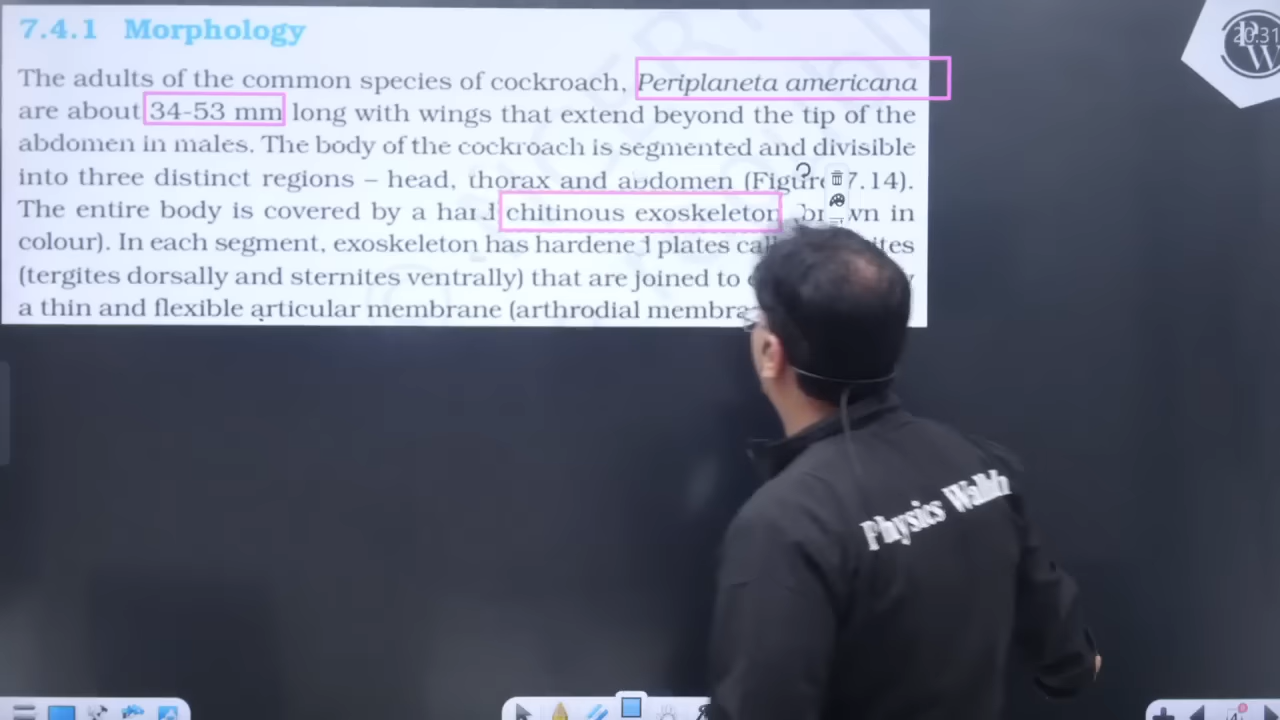 7.4.1 Morphology
The adults of the common species of cockroach, Periplaneta americana
are about 34-53 mm long with wings that extend beyond the tip of the
abdomen in males. The body of the cockroach is segmented and divisible
into three distinct regions – head, thorax and abdomen (Figure 7.14).
The entire body is covered by a hard chitinous exoskeleton in
colour). In each segment, exoskeleton has hardened plates
(tergites dorsally and sternites ventrally) that are joined to
a thin and flexible articular membrane (arthrodial
20:31
PW
Physics Wallah